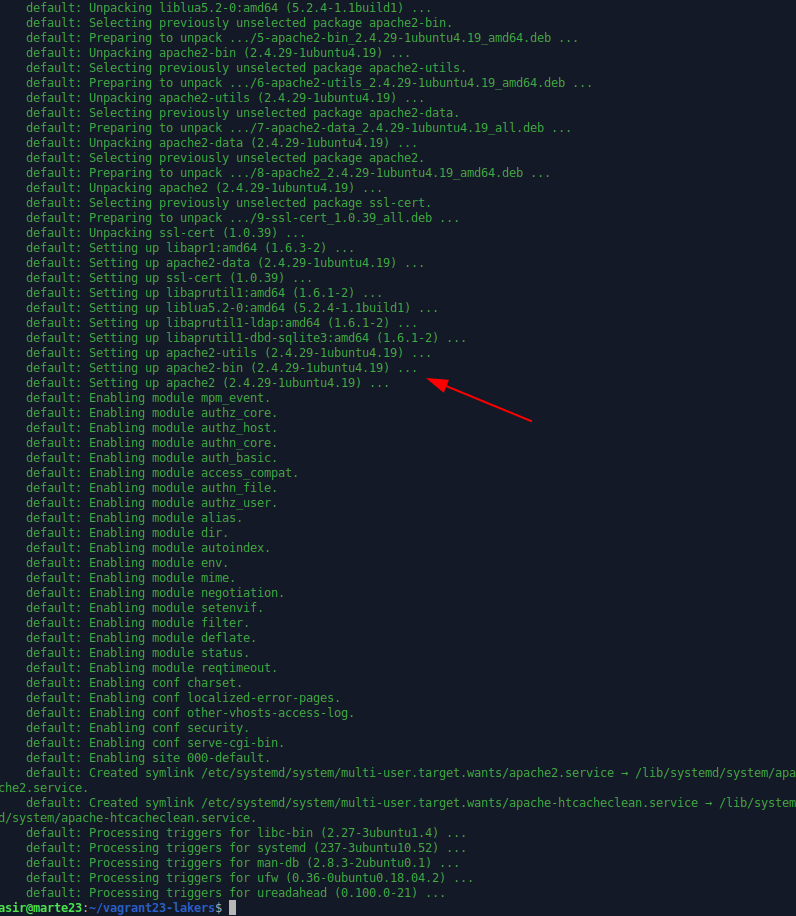 default: Unpacking liblua5.2-0:amd64 (5.2.4-1.1build1) ...
default: Selecting previously unselected package apache2-bin.
default: Preparing to unpack .../5-apache2-bin_2.4.29-1ubuntu4.19_amd64.deb ...
default: Unpacking apache2-bin (2.4.29-1ubuntu4.19) ...
default: Selecting previously unselected package apache2-utils.
default: Preparing to unpack .../6-apache2-utils_2.4.29-1ubuntu4.19_amd64.deb ...
default: Unpacking apache2-utils (2.4.29-1ubuntu4.19) ...
default: Selecting previously unselected package apache2-data.
default: Preparing to unpack .../7-apache2-data_2.4.29-1ubuntu4.19_all.deb ...
default: Unpacking apache2-data (2.4.29-1ubuntu4.19) ...
default: Selecting previously unselected package apache2.
default: Preparing to unpack .../8-apache2_2.4.29-1ubuntu4.19_amd64.deb ...
default: Unpacking apache2 (2.4.29-1ubuntu4.19) ...
default: Selecting previously unselected package ssl-cert.
default: Preparing to unpack .../9-ssl-cert_1.0.39_all.deb ...
default: Unpacking ssl-cert (1.0.39) ...
default: Setting up libapr1:amd64 (1.6.3-2) ...
default: Setting up apache2-data (2.4.29-1ubuntu4.19) ...
default: Setting up ssl-cert (1.0.39) ...
default: Setting up libaprutil1:amd64 (1.6.1-2) ...
default: Setting up liblua5.2-0:amd64 (5.2.4-1.1build1) ...
default: Setting up libaprutil1-ldap:amd64 (1.6.1-2) ...
default: Setting up libaprutil1-dbd-sqlite3:amd64 (1.6.1-2) ...
default: Setting up apache2-utils (2.4.29-1ubuntu4.19) ...
default: Setting up apache2-bin (2.4.29-1ubuntu4.19) ...
default: Setting up apache2 (2.4.29-1ubuntu4.19) ...
default: Enabling module mpm_event.
default: Enabling module authz_core.
default: Enabling module authz_host.
default: Enabling module authn_core.
default: Enabling module auth_basic.
default: Enabling module access_compat.
default: Enabling module authn_file.
default: Enabling module authz_user.
default: Enabling module alias.
default: Enabling module dir.
default: Enabling module autoindex.
default: Enabling module env.
default: Enabling module mime.
default: Enabling module negotiation.
default: Enabling module setenvif.
default: Enabling module filter.
default: Enabling module deflate.
default: Enabling module status.
default: Enabling module reqtimeout.
default: Enabling conf charset.
default: Enabling conf localized-error-pages.
default: Enabling conf other-vhosts-access-log.
default: Enabling conf security.
default: Enabling conf serve-cgi-bin.
default: Enabling site 000-default.
default: Created symlink /etc/systemd/system/multi-user.target.wants/apache2.service → /lib/systemd/system/apa
che2.service.
default: Created symlink /etc/systemd/system/multi-user.target.wants/apache-htcacheclean.service → /lib/system
d/system/apache-htcacheclean.service.
default: Processing triggers for libc-bin (2.27-3ubuntu1.4) ...
default: Processing triggers for systemd (237-3ubuntu10.52) ...
default: Processing triggers for man-db (2.8.3-2ubuntu0.1) ...
default: Processing triggers for ufw (0.36-0ubuntu0.18.04.2) ...
default: Processing triggers for ureadahead (0.100.0-21) ...
asir@marte23:~/vagrant23-lakers$